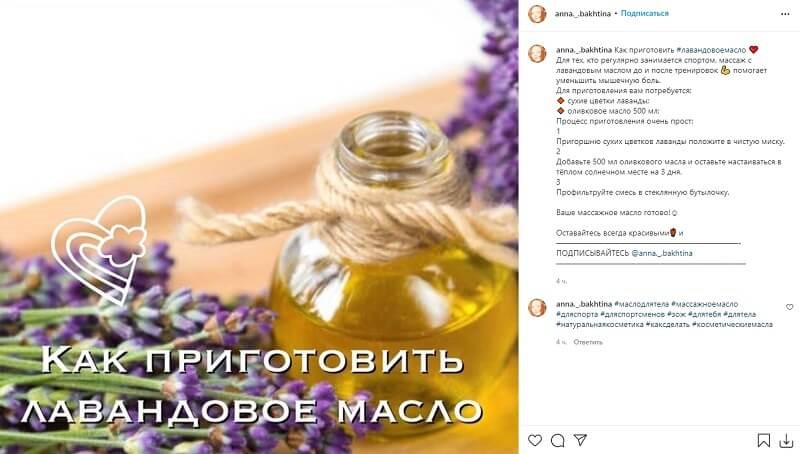 Как приготовить
лавандовое масло
anna._.bakhtina • Подписаться
anna._.bakhtina Как приготовить #лавандовоемасло
Для тех, кто регулярно занимается спортом, массаж с
лавандовым маслом до и после тренировок 💪 помогает
уменьшить мышечную боль.
Для приготовления вам потребуется:
🔸 сухие цветки лаванды:
🔸 оливковое масло 500 мл:
Процесс приготовления очень прост:
1
Пригоршню сухих цветков лаванды положите в чистую миску.
2
Добавьте 500 мл оливкового масла и оставьте настаиваться в
тёплом солнечном месте на 3 дня.
3
Профильтруйте смесь в стеклянную бутылочку.
Ваше массажное масло готово!☺
Оставайтесь всегда красивыми и
ПОДПИСЫВАЙТЕСЬ @anna._.bakhtina
4 ч.
anna._.bakhtina #маслодлятела #массажноемасло
#дляспорта #дляспортсменов #зож #длятебя #длятела
#натуральнаякосметика #каксделать #косметическиемасла
4 ч. Ответить